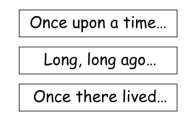 Once upon a time...
Long, long ago...
Once there lived...